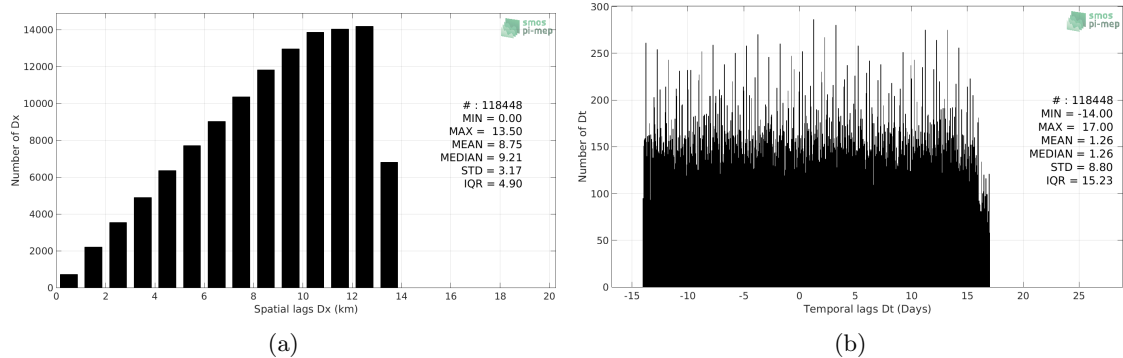 14000
12000
10000
8000
6000
4000
2000
0
Number of Dx
0 2 4 6 8 10 12 14 16 18 20
Spatial lags Dx (km)
smos
pi-mep
# : 118448
MIN = 0.00
MAX = 13.50
MEAN = 8.75
MEDIAN = 9.21
STD = 3.17
IQR = 4.90
(a)
300
250
200
150
100
50
0
Number of Dt
-15 -10 -5 0 5 10 15 20 25
Temporal lags Dt (Days)
smos
pi-mep
# : 118448
MIN = -14.00
MAX = 17.00
MEAN = 1.26
MEDIAN = 1.26
STD = 8.80
IQR = 15.23
(b)